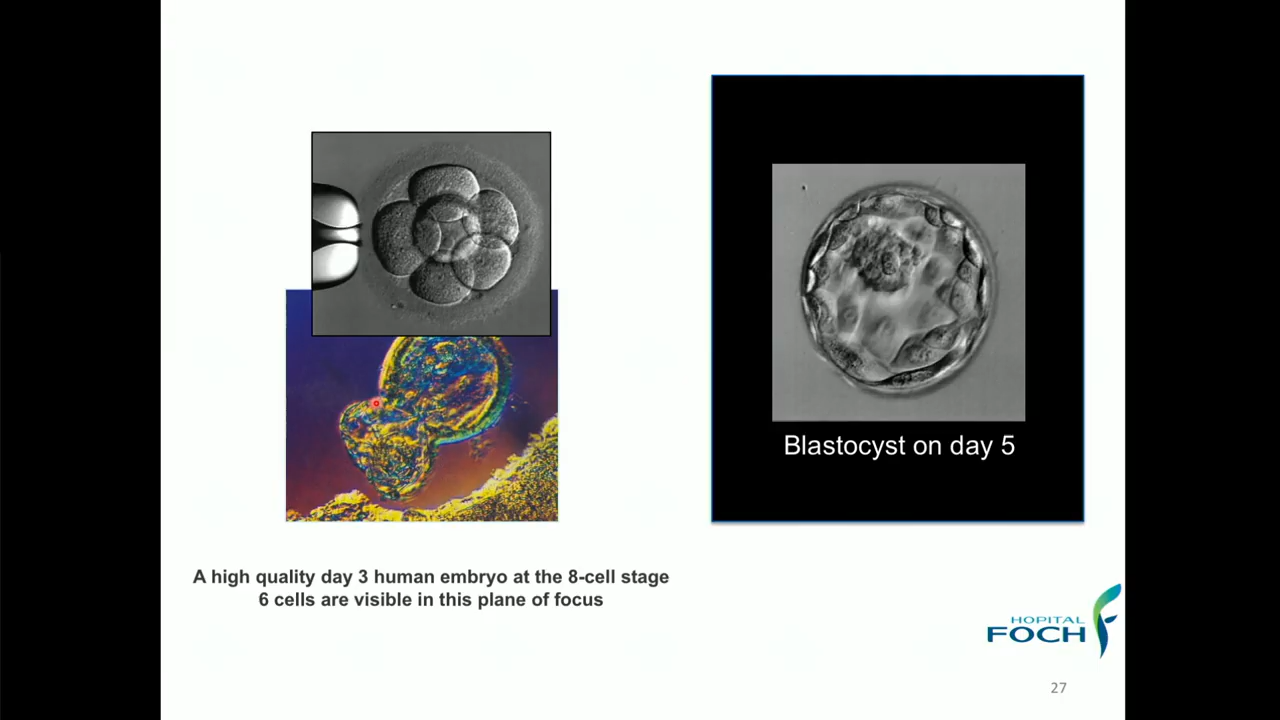 Blastocyst on day 5
A high quality day 3 human embryo at the 8-cell stage
6 cells are visible in this plane of focus
HOPITAL
FOCH
27